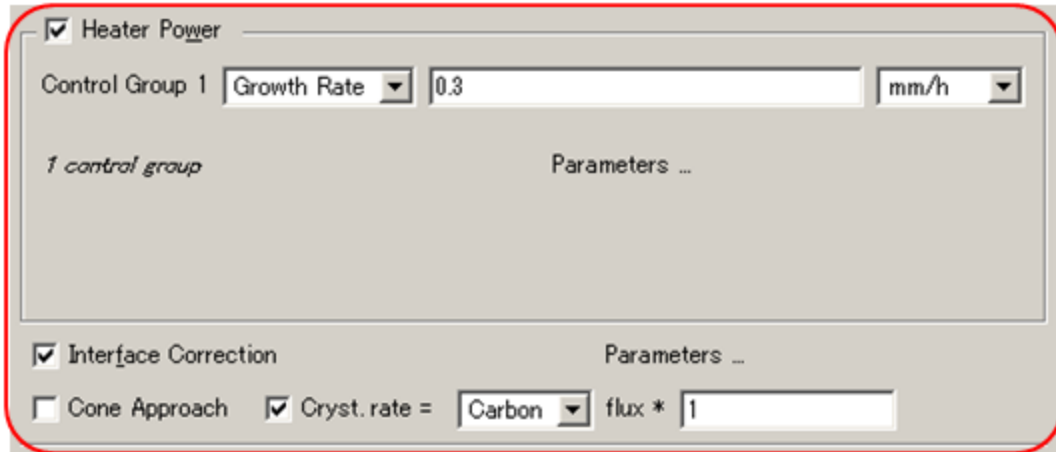 Heater Power
Control Group 1 Growth Rate 0.3 mm/h
1 control group Parameters ...
Interface Correction Parameters ...
Cone Approach Cryst. rate = Carbon flux * 1